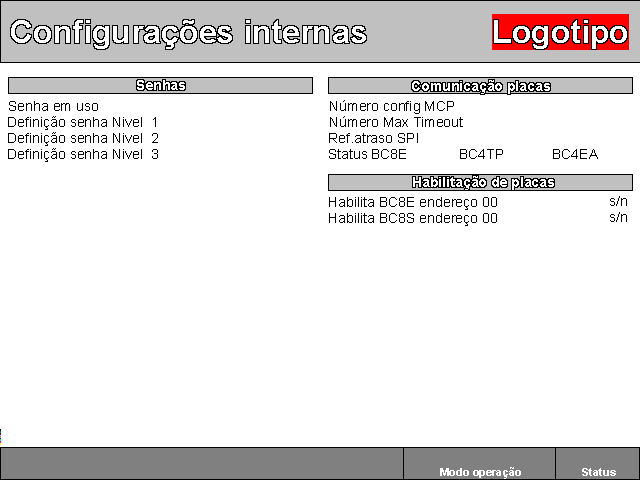 Configurações internas
Logotipo
Senhas
Senha em uso
Definição senha Nivel 1
Definição senha Nivel 2
Definição senha Nivel 3
Comunicação placas
Número config MCP
Número Max Timeout
Ref.atraso SPI
Status BC8E BC4TP BC4EA
Habilitação de placas
Habilita BC8E endereço 00 s/n
Habilita BC8S endereço 00 s/n
Modo operação
Status